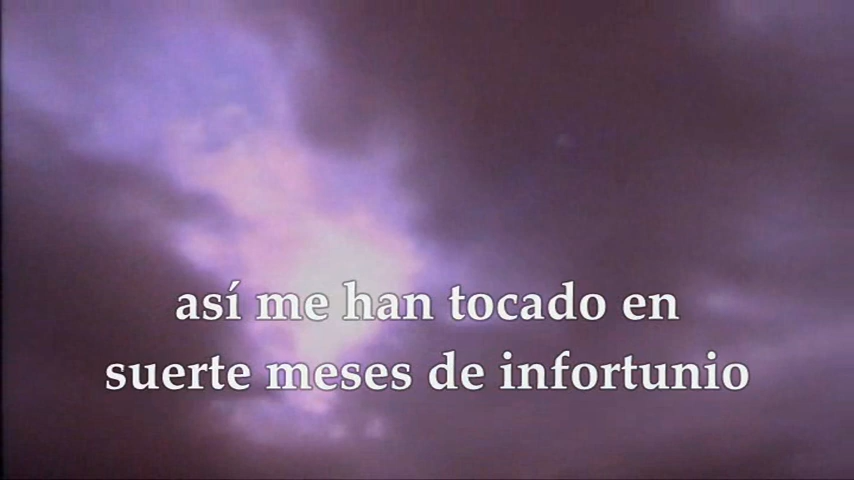 así me han tocado en
suerte meses de infortunio